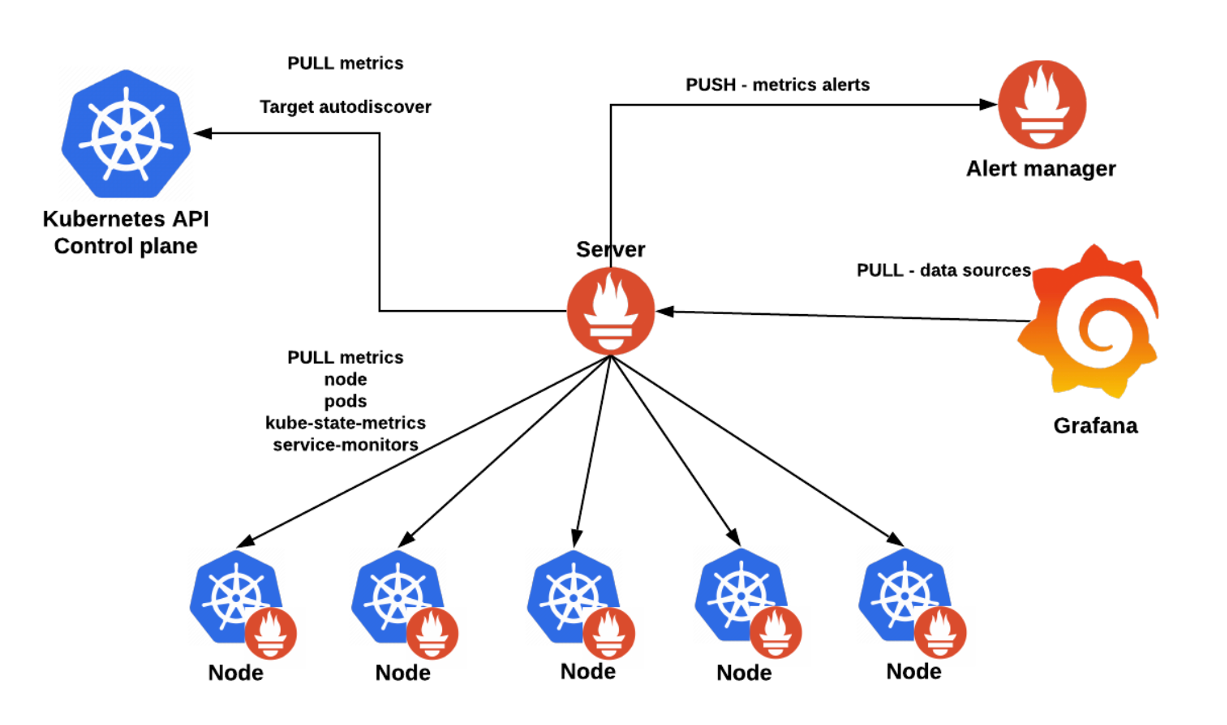 PULL metrics
Target autodiscover
PUSH - metrics alerts
Alert manager
Kubernetes API
Control plane
Server
PULL - data sources
Grafana
PULL metrics
node
pods
kube-state-metrics
service-monitors
Node
Node
Node
Node
Node